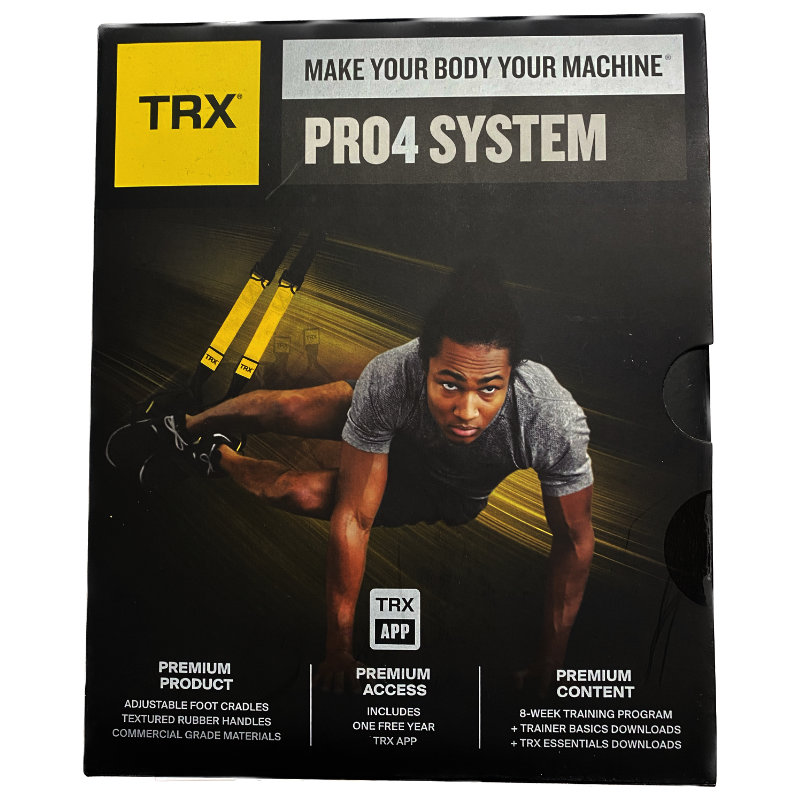 TRX®
MAKE YOUR BODY YOUR MACHINE®
PRO4 SYSTEM
TRX
TRX
TRX
APP
PREMIUM
PRODUCT
ADJUSTABLE FOOT CRADLES
TEXTURED RUBBER HANDLES
COMMERCIAL GRADE MATERIALS
PREMIUM
ACCESS
INCLUDES
ONE FREE YEAR
TRX APP
PREMIUM
CONTENT
8-WEEK TRAINING PROGRAM
+ TRAINER BASICS DOWNLOADS
+ TRX ESSENTIALS DOWNLOADS